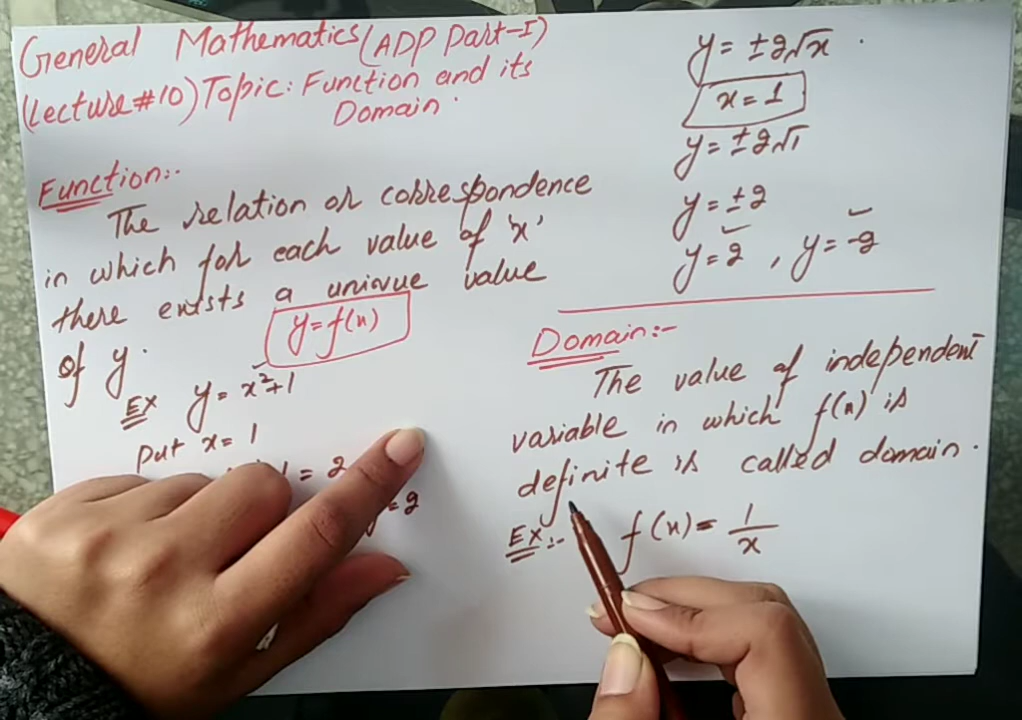 General Mathematics (ADP Part-I)
(Lecture #10) Topic: Function and its
Domain.
Function:-
The relation or correspondence
in which for each value of 'x'
there exists a unique value
of y.
y=f(x)
Ex y= x²+1
Put x= 1
= 2
=2
y= ±2√x .
x=1
y= ±2√1
y= ±2
y=2 , y= -2
Domain:-
The value of independent
variable in which f(x) is
definite is called domain.
Ex:- f(x)= 1/x